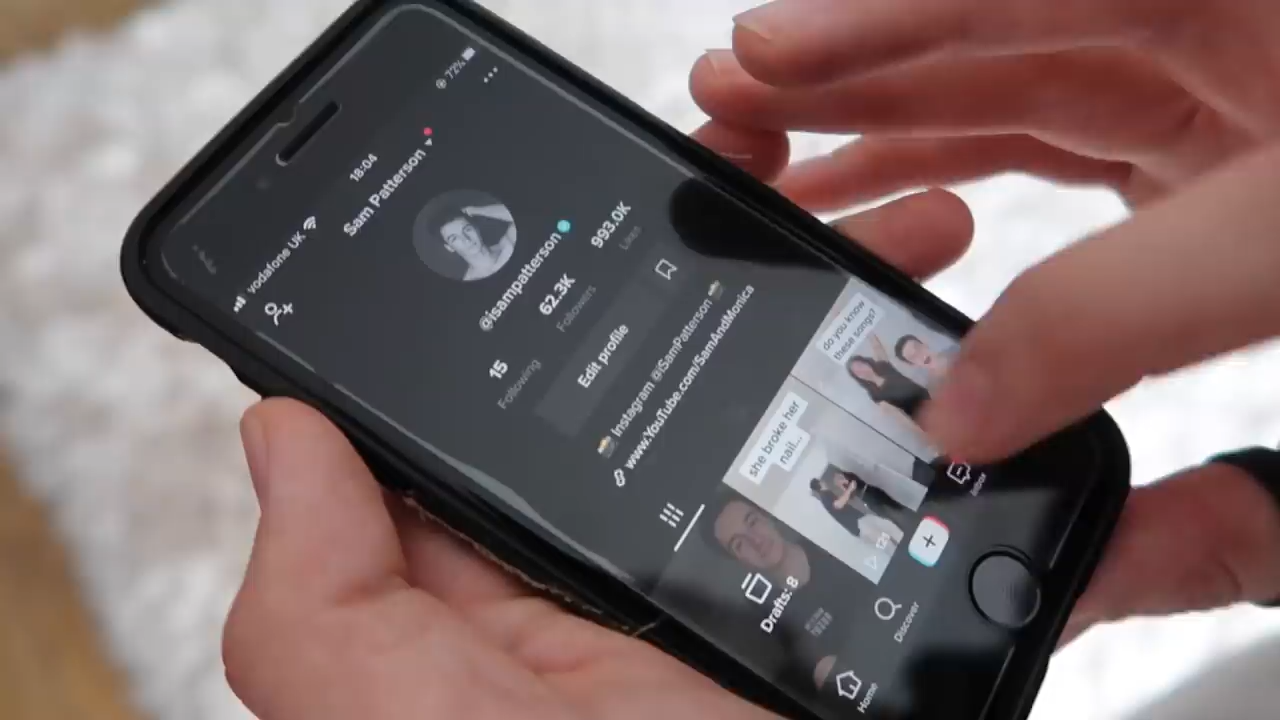 vodafone UK
18:04
72%
Sam Patterson
@isampatterson
15
Following
62.3K
Followers
993.0K
Likes
Edit profile
Instagram @iSamPatterson
www.YouTube.com/SamAndMonica
Drafts: 8
she broke her
nail...
do you know
these songs?
Home
Discover
Inbox